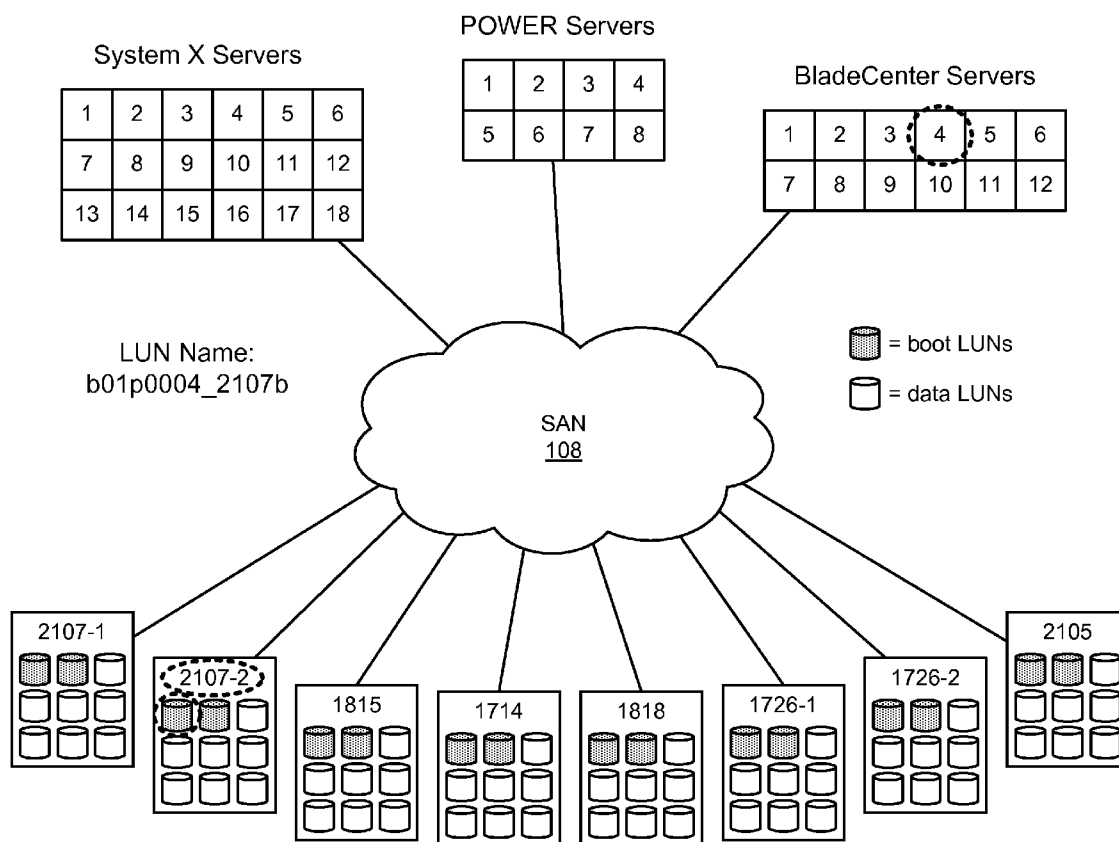 System X Servers
POWER Servers
BladeCenter Servers
1 2 3 4 5 6
7 8 9 10 11 12
13 14 15 16 17 18
1 2 3 4
5 6 7 8
1 2 3 4 5 6
7 8 9 10 11 12
LUN Name:
b01p0004_2107b
= boot LUNs
= data LUNs
SAN
108
2107-1
2107-2
1815
1714
1818
1726-1
1726-2
2105